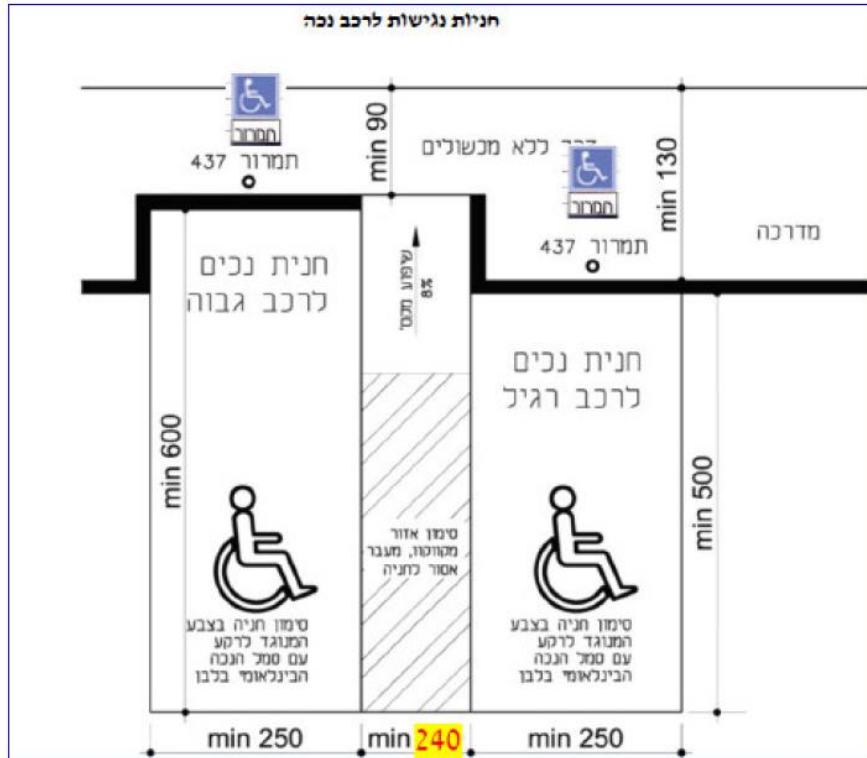 חניות נגישות לרכב נכה
תמרור
תמרור 437
min 90
ללא מכשולים
תמרור
תמרור 437
min 130
מדרכה
חנית נכים
לרכב גבוה
שיפוע מקס'
8%
חנית נכים
לרכב רגיל
min 600
min 500
סימון אזור
מקווקוו, מעבר
אסור לחניה
סימון חניה בצבע
המנוגד לרקע
עם סמל הנכה
הבינלאומי בלבן
סימון חניה בצבע
המנוגד לרקע
עם סמל הנכה
הבינלאומי בלבן
min 250
min 240
min 250